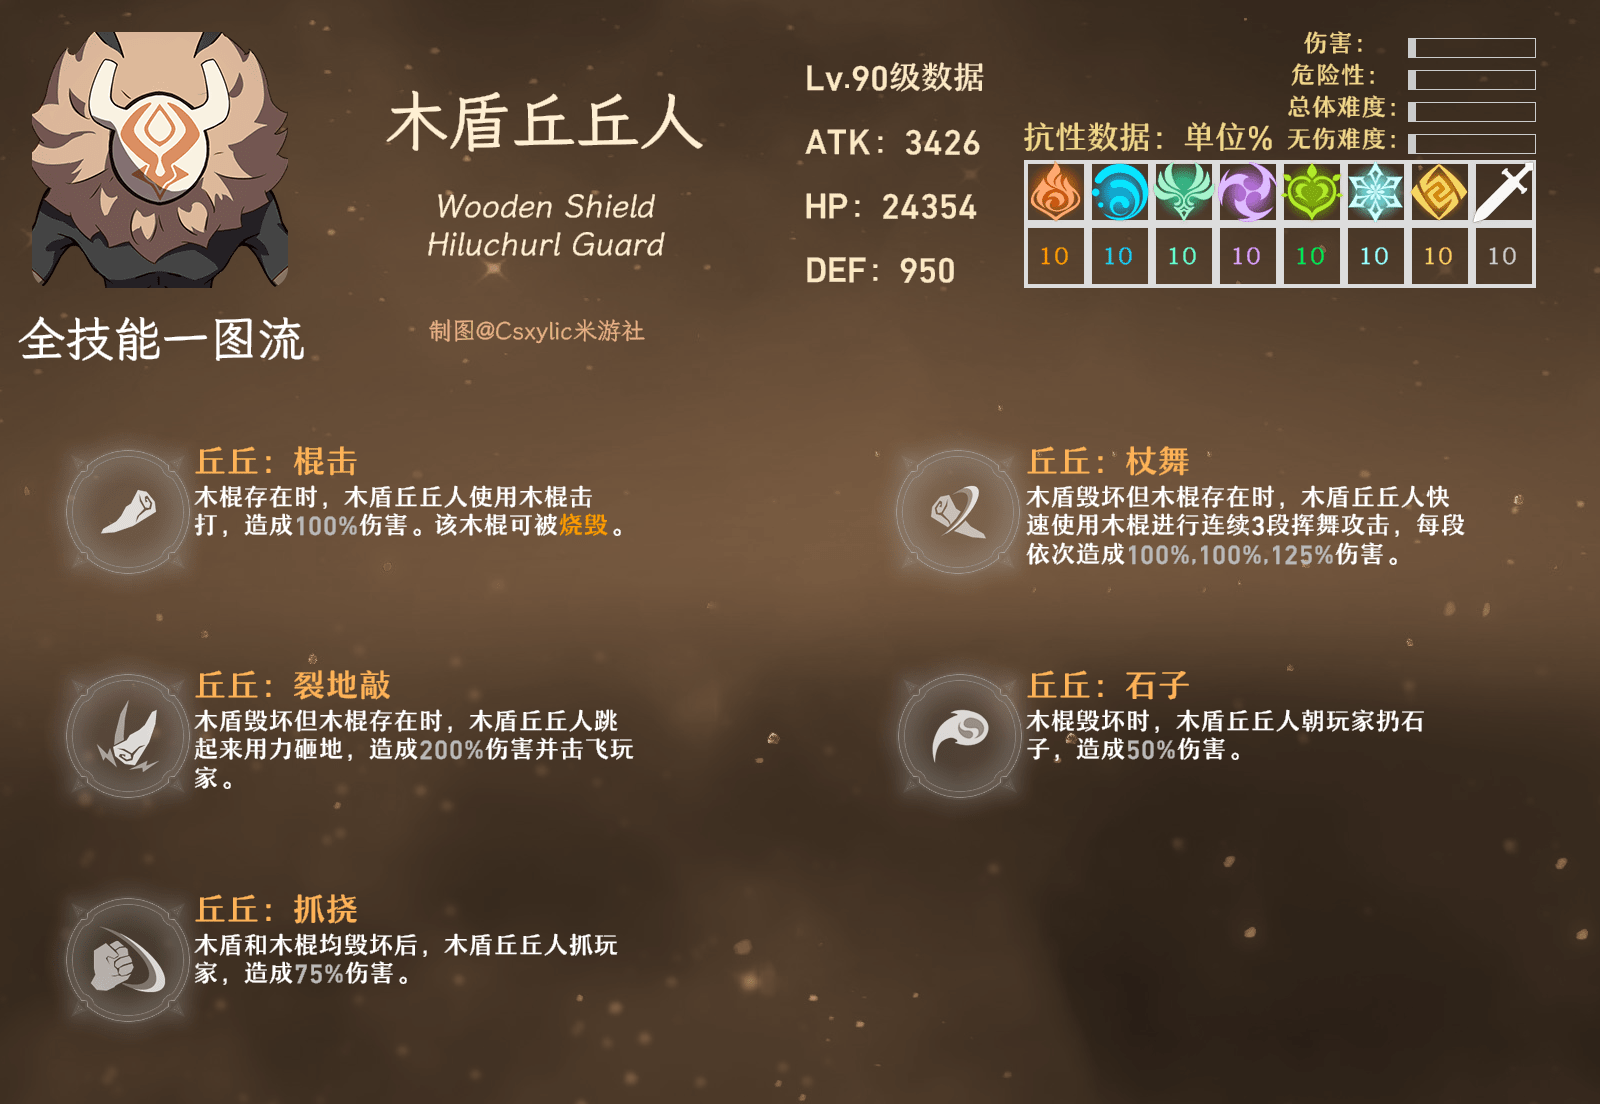 木盾丘丘人
Wooden Shield
Hiluchurl Guard
制图@Csxylic米游社
全技能一图流
Lv.90级数据
ATK：3426
HP：24354
DEF：950
伤害：
危险性：
总体难度：
无伤难度：
抗性数据：单位%
10 10 10 10 10 10 10 10
丘丘：棍击
木棍存在时，木盾丘丘人使用木棍击
打，造成100%伤害。该木棍可被烧毁。
丘丘：杖舞
木盾毁坏但木棍存在时，木盾丘丘人快
速使用木棍进行连续3段挥舞攻击，每段
依次造成100%,100%,125%伤害。
丘丘：裂地敲
木盾毁坏但木棍存在时，木盾丘丘人跳
起来用力砸地，造成200%伤害并击飞玩
家。
丘丘：石子
木棍毁坏时，木盾丘丘人朝玩家扔石
子，造成50%伤害。
丘丘：抓挠
木盾和木棍均毁坏后，木盾丘丘人抓玩
家，造成75%伤害。